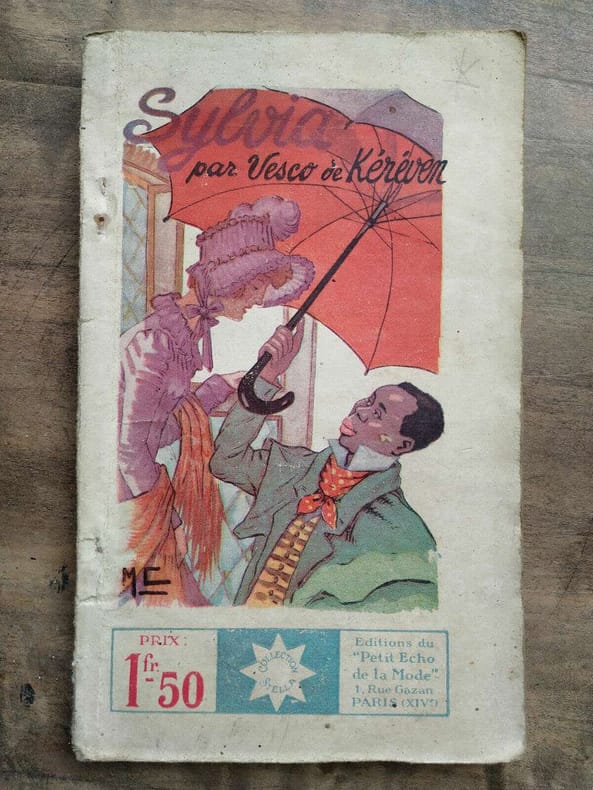 Sylvia
par Vesco de Kéréven
MC
PRIX:
1fr.50
COLLECTION
STELLA
Editions du
"Petit Echo
de la Mode"
1, Rue Gazan
PARIS (XIVe)